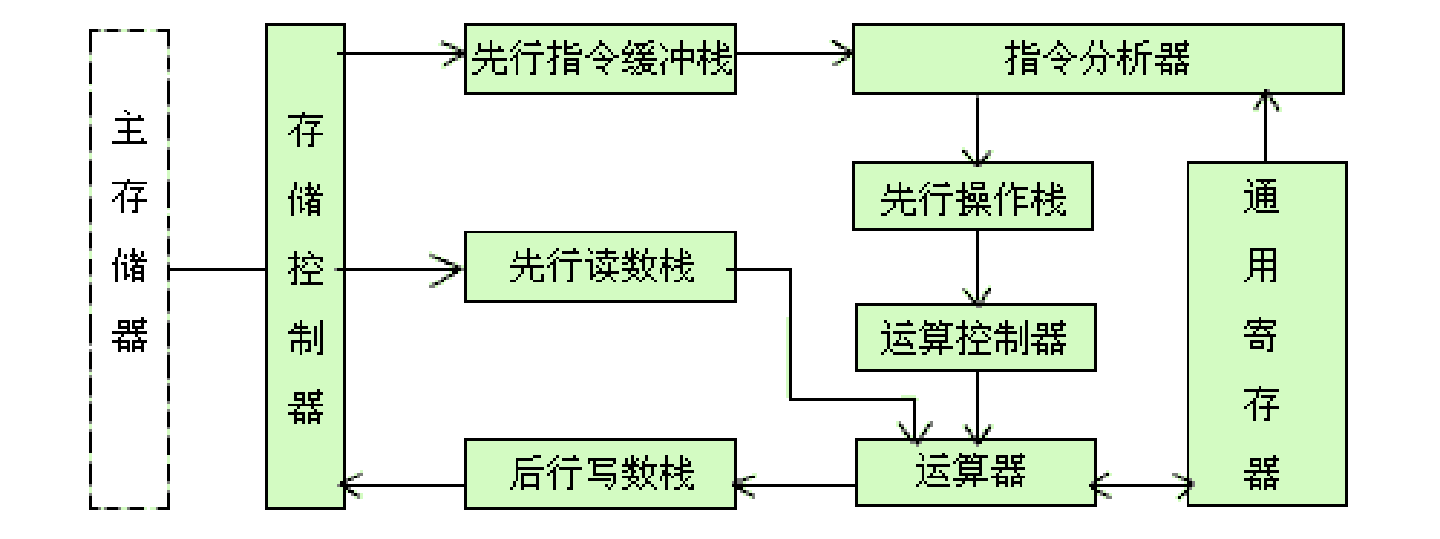 主存储器
存储控制器
先行指令缓冲栈
指令分析器
先行操作栈
通用寄存器
先行读数栈
运算控制器
后行写数栈
运算器